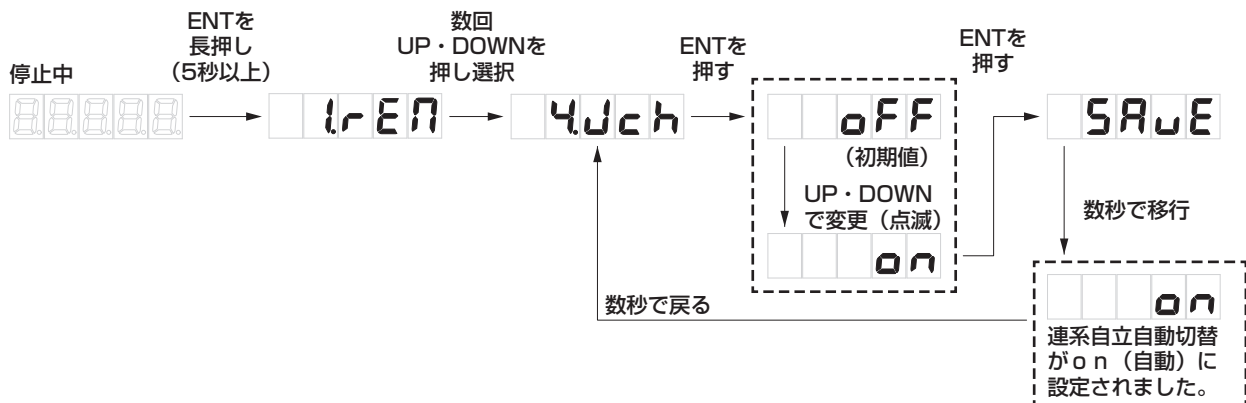 停止中
ENTを
長押し
（5秒以上）
1.rEM
数回
UP・DOWNを
押し選択
4.Jch
ENTを
押す
oFF
（初期値）
UP・DOWN
で変更（点滅）
on
ENTを
押す
SAvE
数秒で移行
on
連系自立自動切替
がｏｎ（自動）に
設定されました。
数秒で戻る